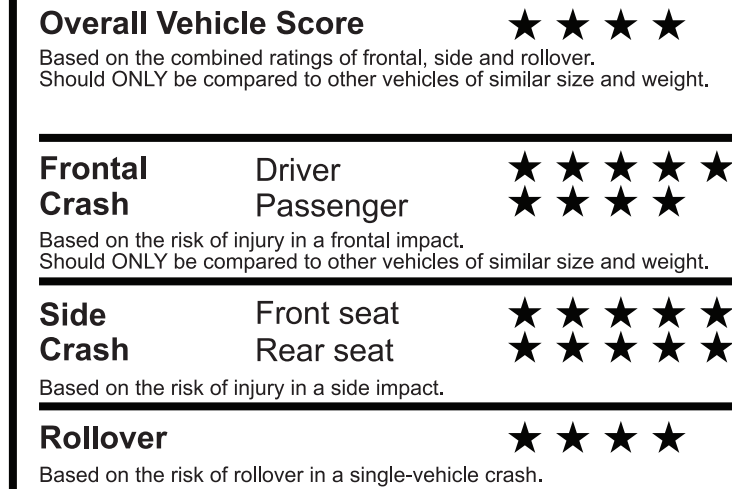 Overall Vehicle Score ★ ★ ★ ★
Based on the combined ratings of frontal, side and rollover.
Should ONLY be compared to other vehicles of similar size and weight.
Frontal Driver ★ ★ ★ ★ ★
Crash Passenger ★ ★ ★ ★
Based on the risk of injury in a frontal impact.
Should ONLY be compared to other vehicles of similar size and weight.
Side Front seat ★ ★ ★ ★ ★
Crash Rear seat ★ ★ ★ ★ ★
Based on the risk of injury in a side impact.
Rollover ★ ★ ★ ★
Based on the risk of rollover in a single-vehicle crash.